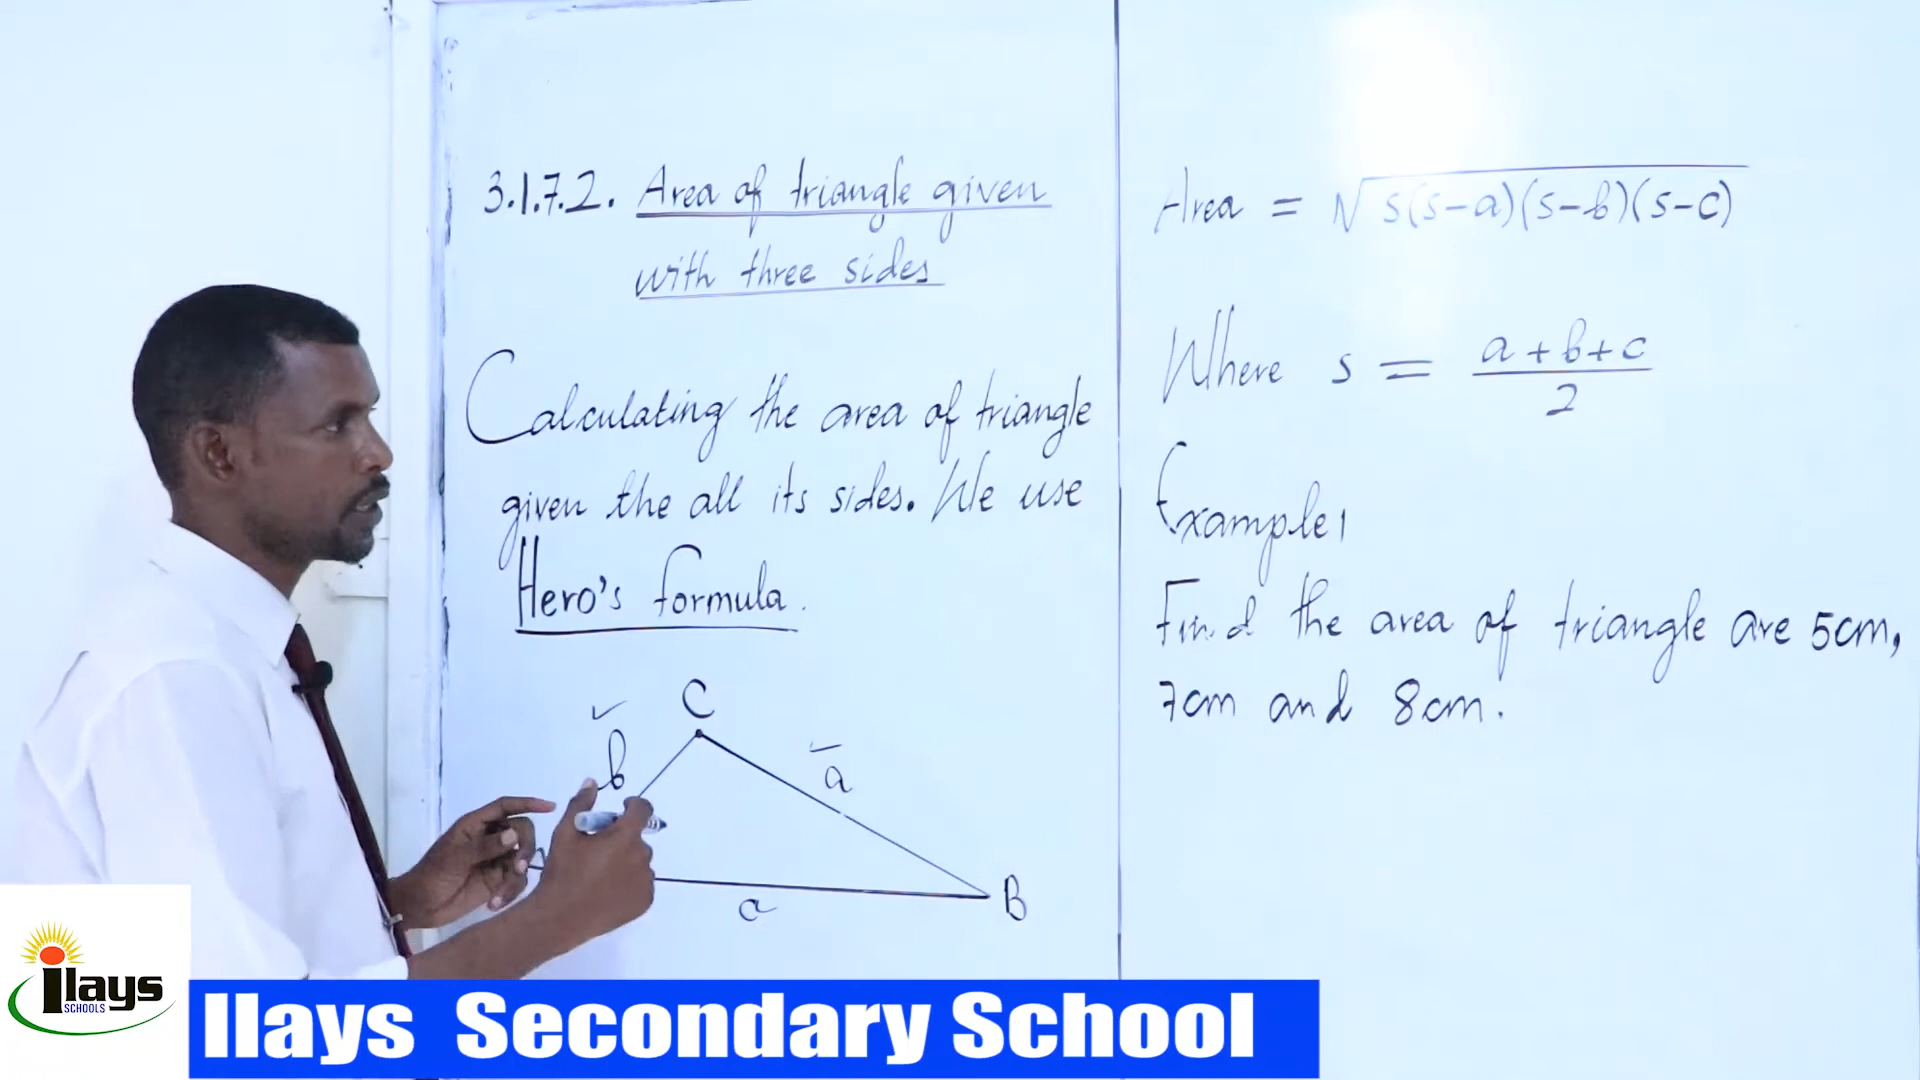 3.1.7.2. Area of triangle given
with three sides
Calculating the area of triangle
given the all its sides. We use
Hero's formula.
C
b
a
a
B
Area = √s(s-a)(s-b)(s-c)
Where s = a+b+c
2
Example 1
Find the area of triangle are 5cm,
7cm and 8cm.
ilays
SCHOOLS
Ilays Secondary School